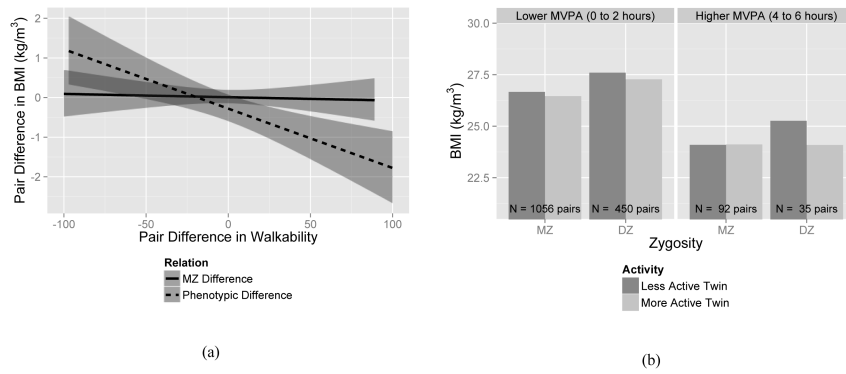 Pair Difference in BMI (kg/m³)
2
1
0
-1
-2
-100
-50
0
50
100
Pair Difference in Walkability
Relation
MZ Difference
Phenotypic Difference
(a)
Lower MVPA (0 to 2 hours)
Higher MVPA (4 to 6 hours)
BMI (kg/m³)
30.0
27.5
25.0
22.5
N = 1056 pairs
N = 450 pairs
N = 92 pairs
N = 35 pairs
MZ
DZ
MZ
DZ
Zygosity
Activity
Less Active Twin
More Active Twin
(b)